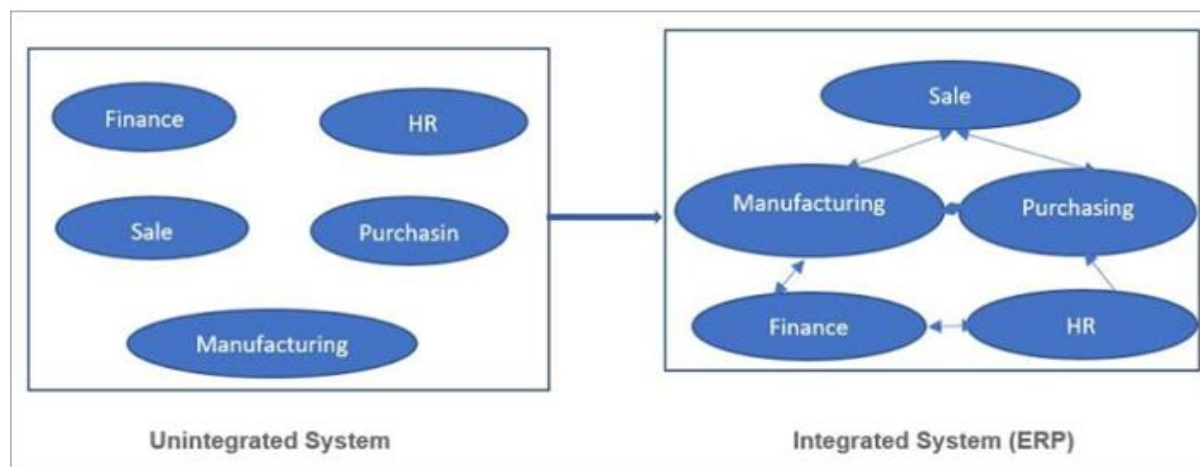 Finance
HR
Sale
Purchasin
Manufacturing
Unintegrated System
Sale
Manufacturing
Purchasing
Finance
HR
Integrated System (ERP)